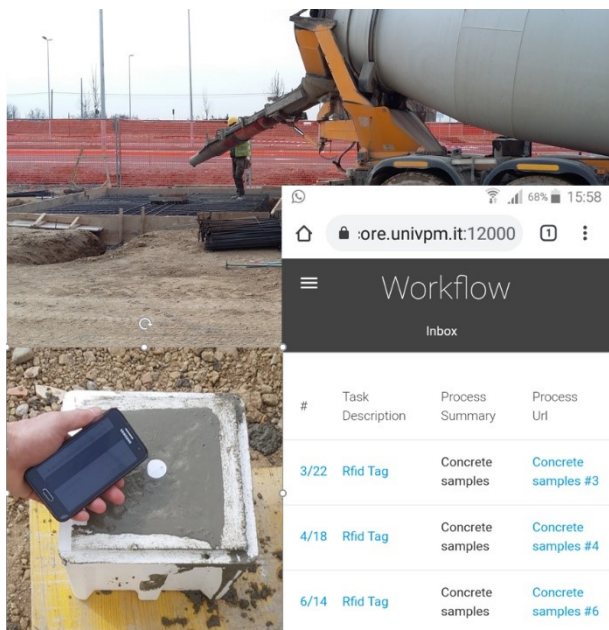 68% 15:58
:ore.univpm.it:12000 1
Workflow
Inbox
# Task Description Process Summary Process Url
3/22 Rfid Tag Concrete samples Concrete samples #3
4/18 Rfid Tag Concrete samples Concrete samples #4
6/14 Rfid Tag Concrete samples Concrete samples #6